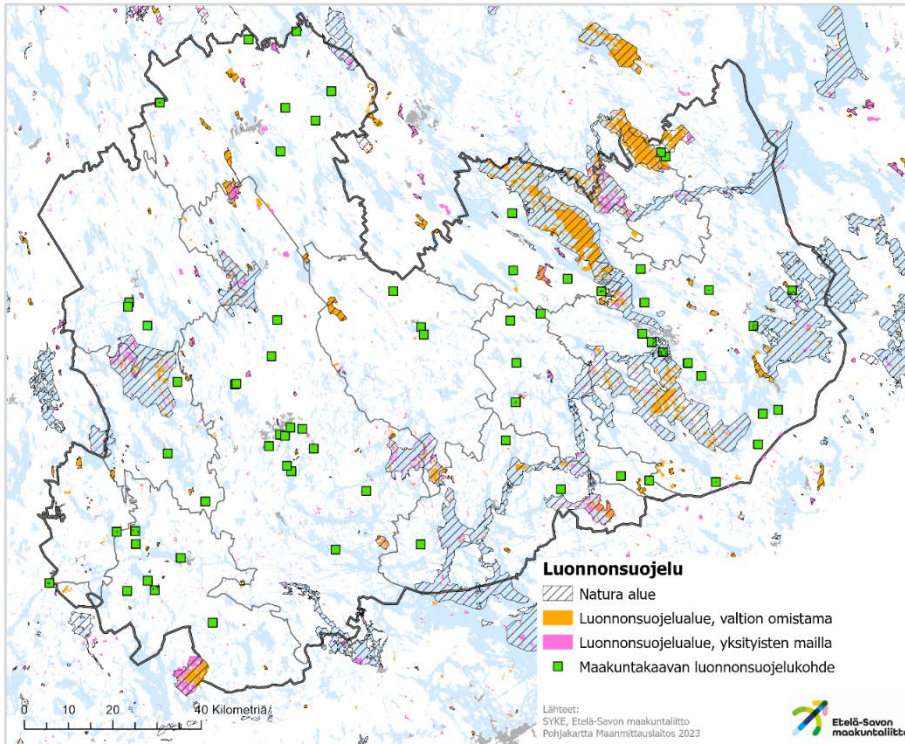 Luonnonsuojelu
Natura alue
Luonnonsuojelualue, valtion omistama
Luonnonsuojelualue, yksityisten mailla
Maakuntakaavan luonnonsuojelukohde
0 10 20 40 Kilometriä
Lähteet:
SYKE, Etelä-Savon maakuntaliitto
Pohjakartta Maanmittauslaitos 2023
Etelä-Savon
maakuntaliitto